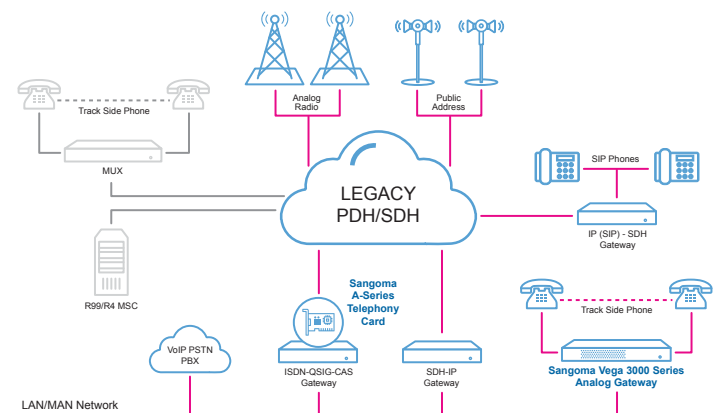 Analog
Radio
Public
Address
Track Side Phone
MUX
SIP Phones
LEGACY
PDH/SDH
IP (SIP) - SDH
Gateway
R99/R4 MSC
Sangoma
A-Series
Telephony
Card
Track Side Phone
VoIP PSTN
PBX
ISDN-QSIG-CAS
Gateway
SDH-IP
Gateway
Sangoma Vega 3000 Series
Analog Gateway
LAN/MAN Network